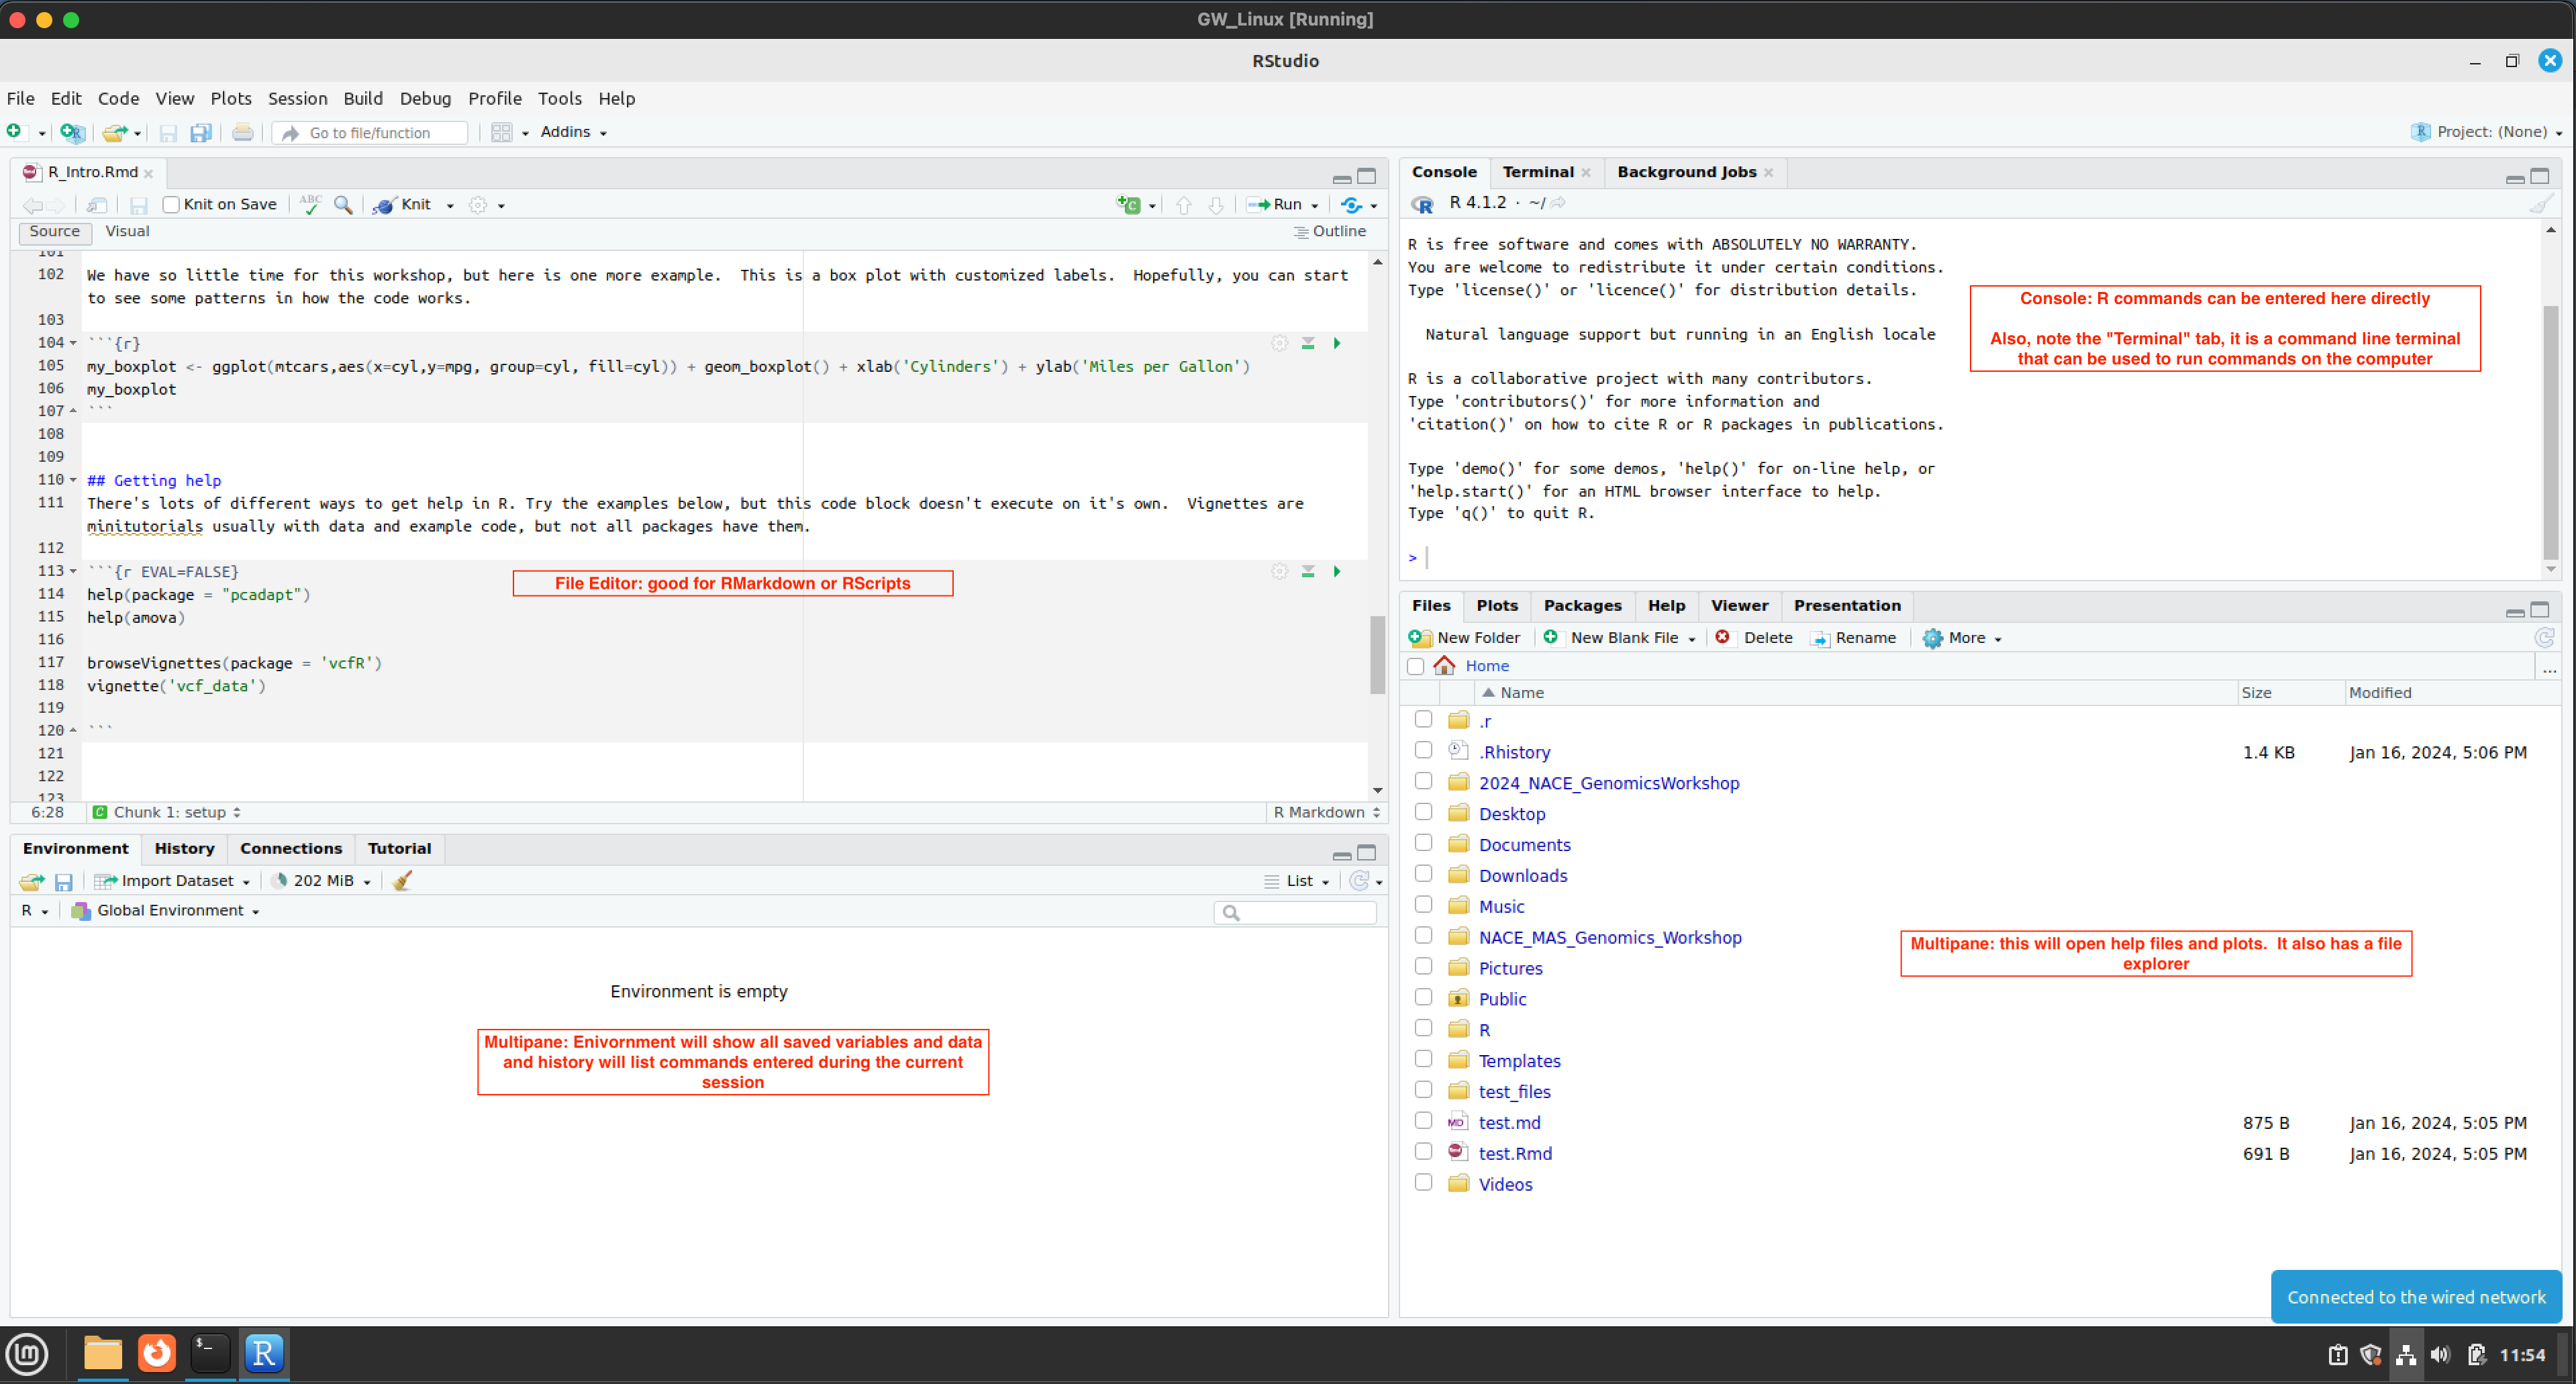 GW_Linux [Running]
RStudio
File Edit Code View Plots Session Build Debug Profile Tools Help
Go to file/function Addins Project: (None)
R_Intro.Rmd
Knit on Save ABC Knit Run
Source Visual Outline
101
102 We have so little time for this workshop, but here is one more example.  This is a box plot with customized labels.  Hopefully, you can start
to see some patterns in how the code works.
103
104 ```{r}
105 my_boxplot <- ggplot(mtcars,aes(x=cyl,y=mpg, group=cyl, fill=cyl)) + geom_boxplot() + xlab('Cylinders') + ylab('Miles per Gallon')
106 my_boxplot
107 ```
108
109
110 ## Getting help
111 There's lots of different ways to get help in R. Try the examples below, but this code block doesn't execute on it's own.  Vignettes are
minitutorials usually with data and example code, but not all packages have them.
112
113 ```{r EVAL=FALSE}
File Editor: good for RMarkdown or RScripts
114 help(package = "pcadapt")
115 help(amova)
116
117 browseVignettes(package = 'vcfR')
118 vignette('vcf_data')
119
120 ```
121
122
123
6:28 Chunk 1: setup R Markdown
Environment History Connections Tutorial
Import Dataset 202 MiB List
R Global Environment
Environment is empty
Multipane: Enivornment will show all saved variables and data
and history will list commands entered during the current
session
Console Terminal Background Jobs
R 4.1.2 · ~/
R is free software and comes with ABSOLUTELY NO WARRANTY.
You are welcome to redistribute it under certain conditions.
Type 'license()' or 'licence()' for distribution details.
Natural language support but running in an English locale
R is a collaborative project with many contributors.
Type 'contributors()' for more information and
'citation()' on how to cite R or R packages in publications.
Type 'demo()' for some demos, 'help()' for on-line help, or
'help.start()' for an HTML browser interface to help.
Type 'q()' to quit R.
>
Console: R commands can be entered here directly
Also, note the "Terminal" tab, it is a command line terminal
that can be used to run commands on the computer
Files Plots Packages Help Viewer Presentation
New Folder New Blank File Delete Rename More
Home ...
Name Size Modified
.r
.Rhistory 1.4 KB Jan 16, 2024, 5:06 PM
2024_NACE_GenomicsWorkshop
Desktop
Documents
Downloads
Music
NACE_MAS_Genomics_Workshop
Pictures
Public
R
Templates
test_files
test.md 875 B Jan 16, 2024, 5:05 PM
test.Rmd 691 B Jan 16, 2024, 5:05 PM
Videos
Multipane: this will open help files and plots.  It also has a file
explorer
Connected to the wired network
11:54